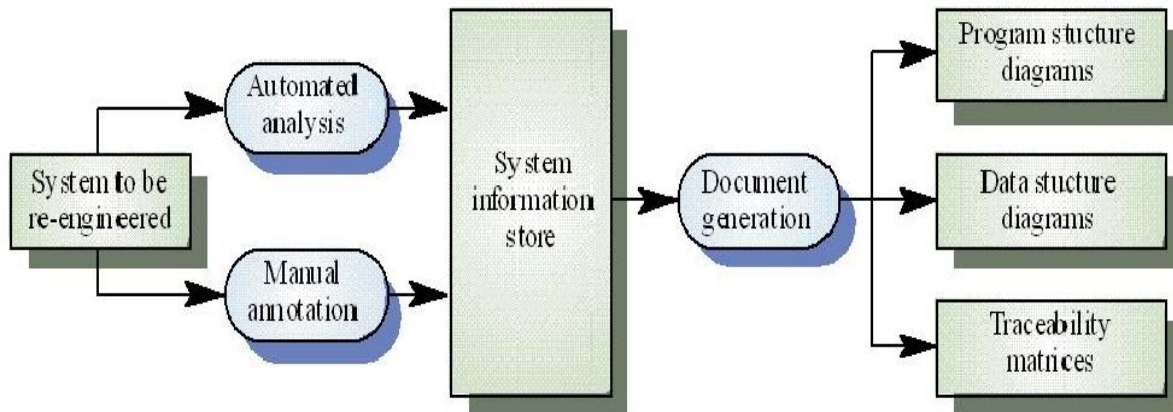 System to be
re-engineered
Automated
analysis
Manual
annotation
System
information
store
Document
generation
Program stucture
diagrams
Data stucture
diagrams
Traceability
matrices